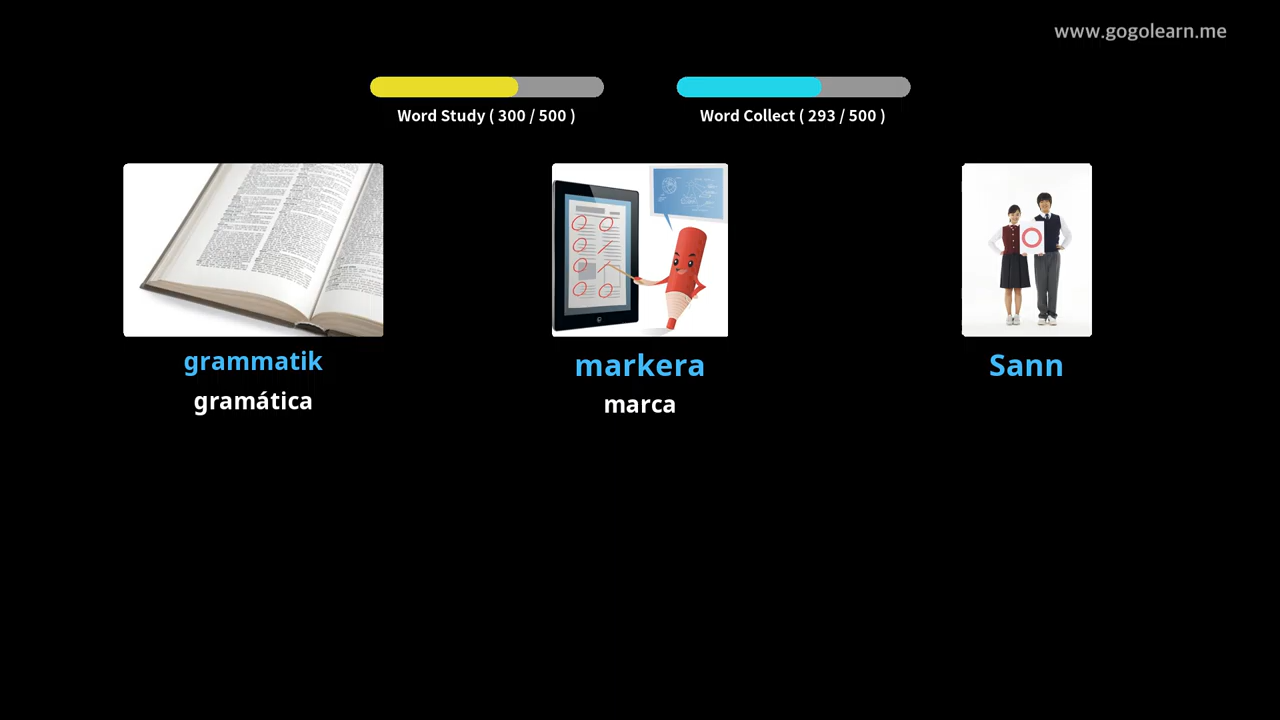 www.gogolearn.me
Word Study ( 300 / 500 )
Word Collect ( 293 / 500 )
grammatik
gramática
markera
marca
Sann